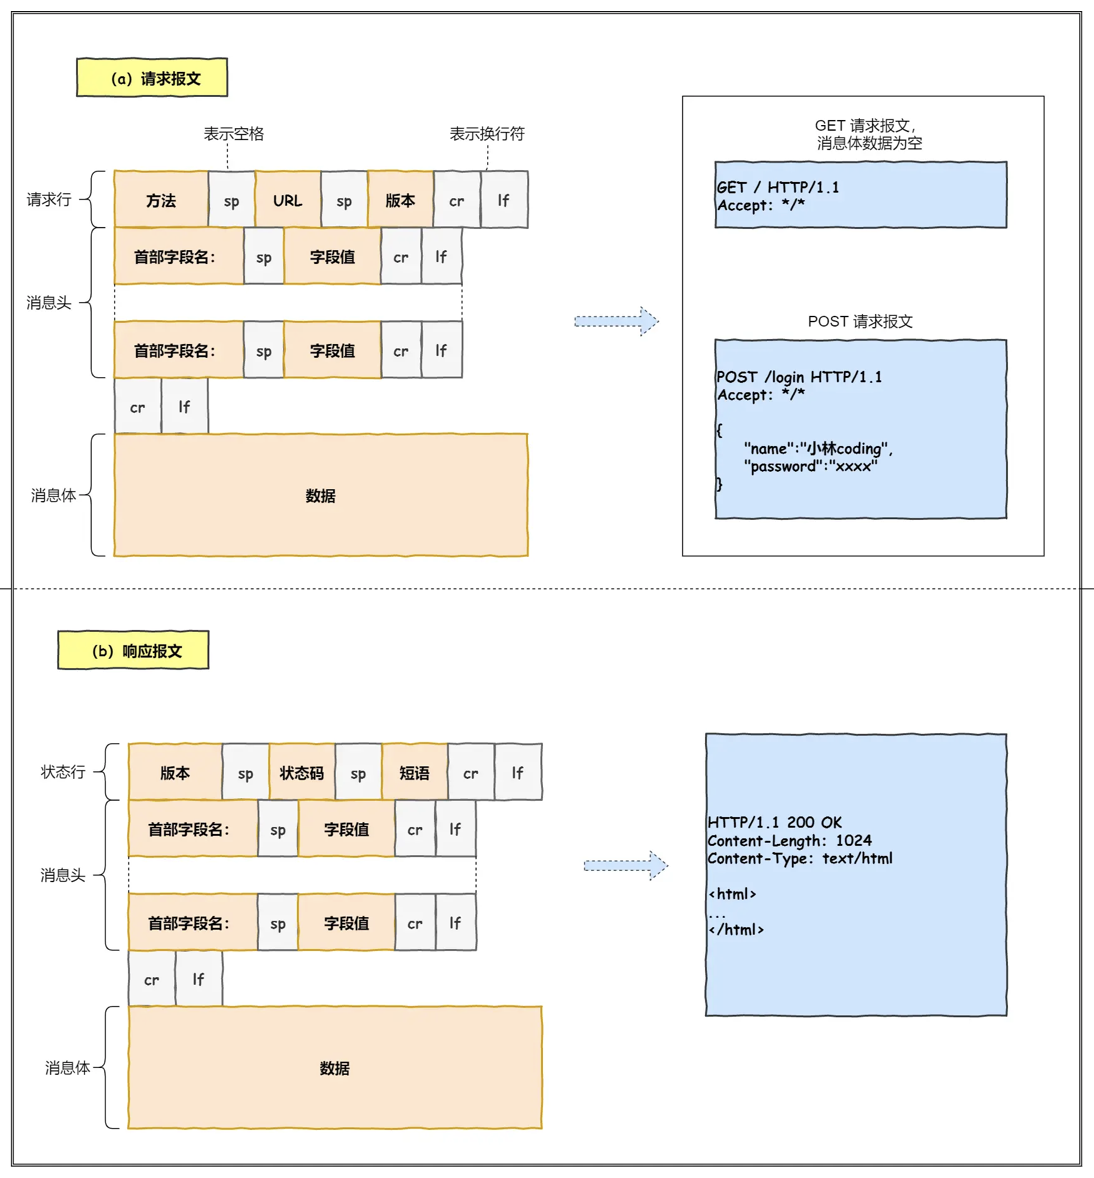 （a）请求报文
表示空格
表示换行符
请求行
方法
sp
URL
sp
版本
cr
lf
消息头
首部字段名：
sp
字段值
cr
lf
首部字段名：
sp
字段值
cr
lf
cr
lf
消息体
数据
GET 请求报文，
消息体数据为空
GET / HTTP/1.1
Accept: */*
POST 请求报文
POST /login HTTP/1.1
Accept: */*
{
"name":"小林coding",
"password":"xxxx"
}
（b）响应报文
状态行
版本
sp
状态码
sp
短语
cr
lf
消息头
首部字段名：
sp
字段值
cr
lf
首部字段名：
sp
字段值
cr
lf
cr
lf
消息体
数据
HTTP/1.1 200 OK
Content-Length: 1024
Content-Type: text/html
<html>
...
</html>